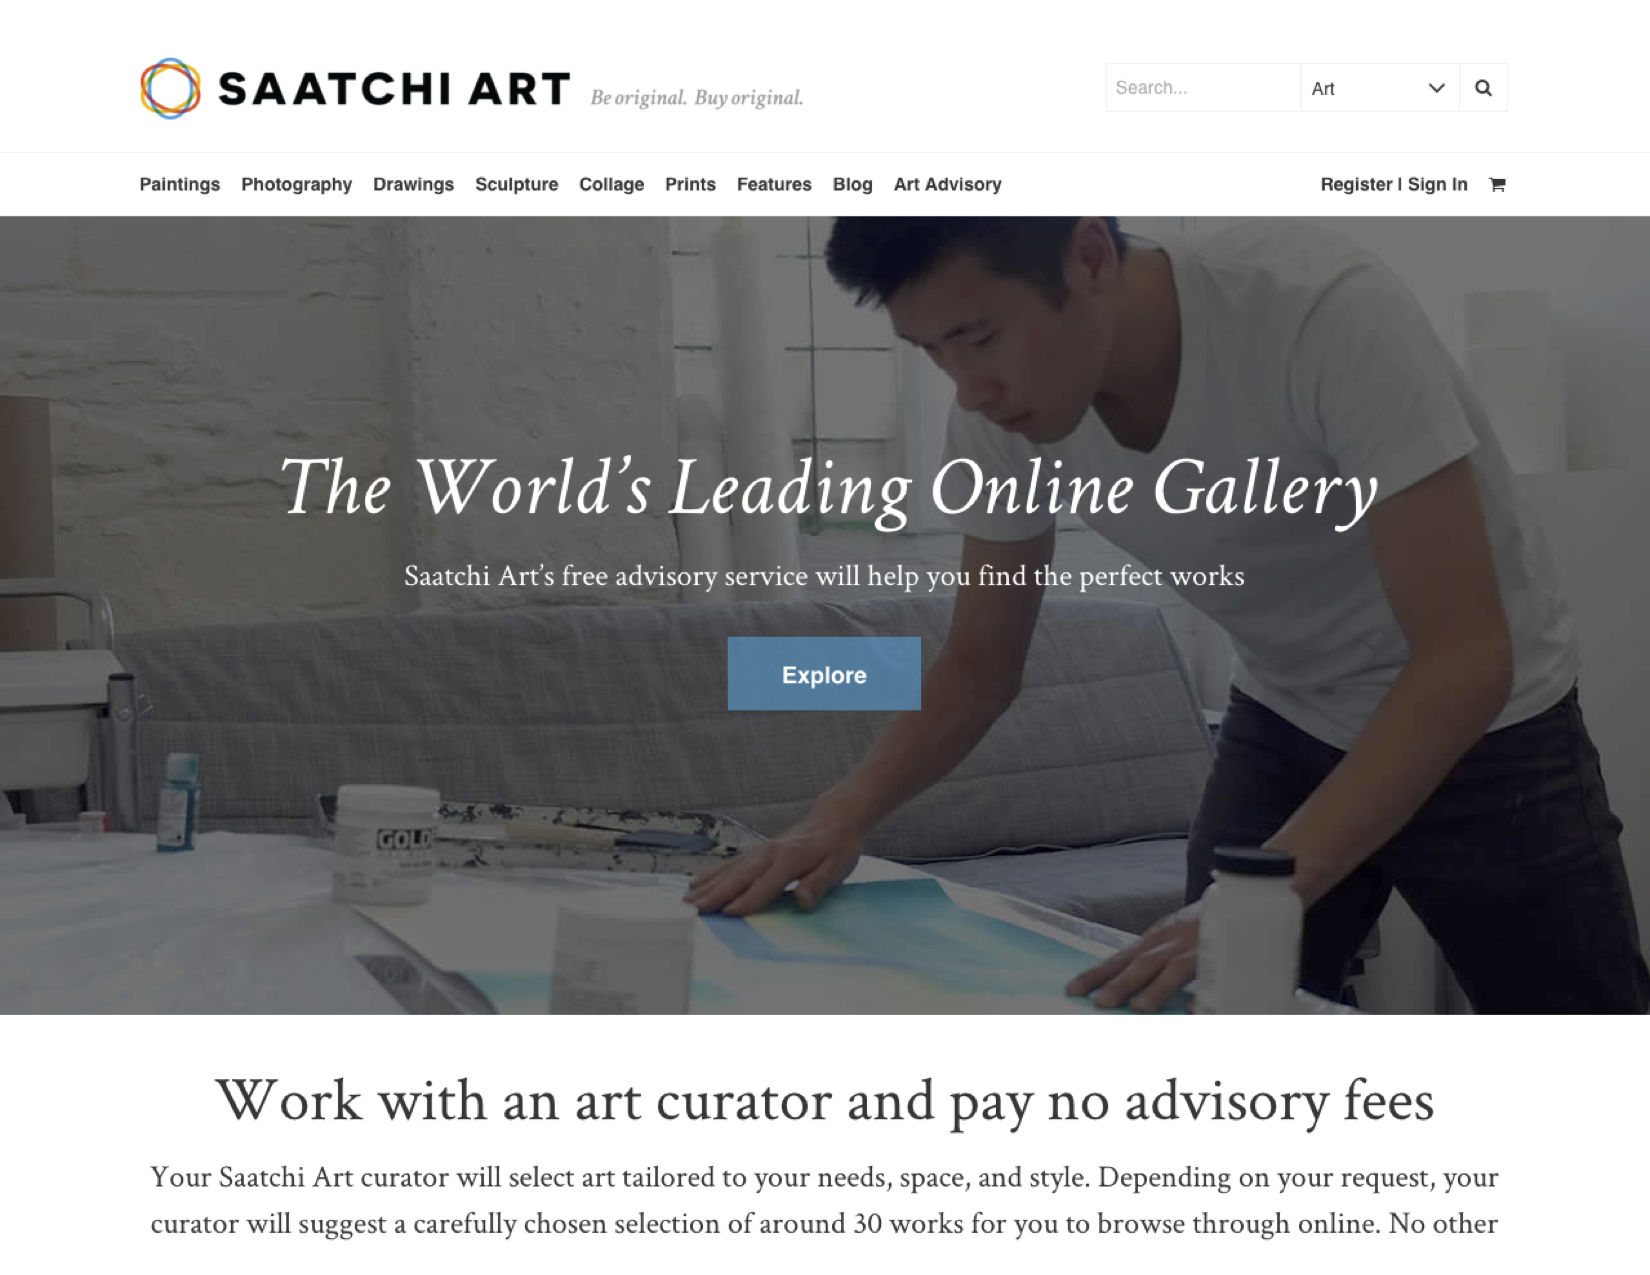 SAATCHI ART
Be original. Buy original.
Search...
Art
Paintings Photography Drawings Sculpture Collage Prints Features Blog Art Advisory
Register | Sign In
The World’s Leading Online Gallery
Saatchi Art’s free advisory service will help you find the perfect works
Explore
GOLD
Work with an art curator and pay no advisory fees
Your Saatchi Art curator will select art tailored to your needs, space, and style. Depending on your request, your
curator will suggest a carefully chosen selection of around 30 works for you to browse through online. No other